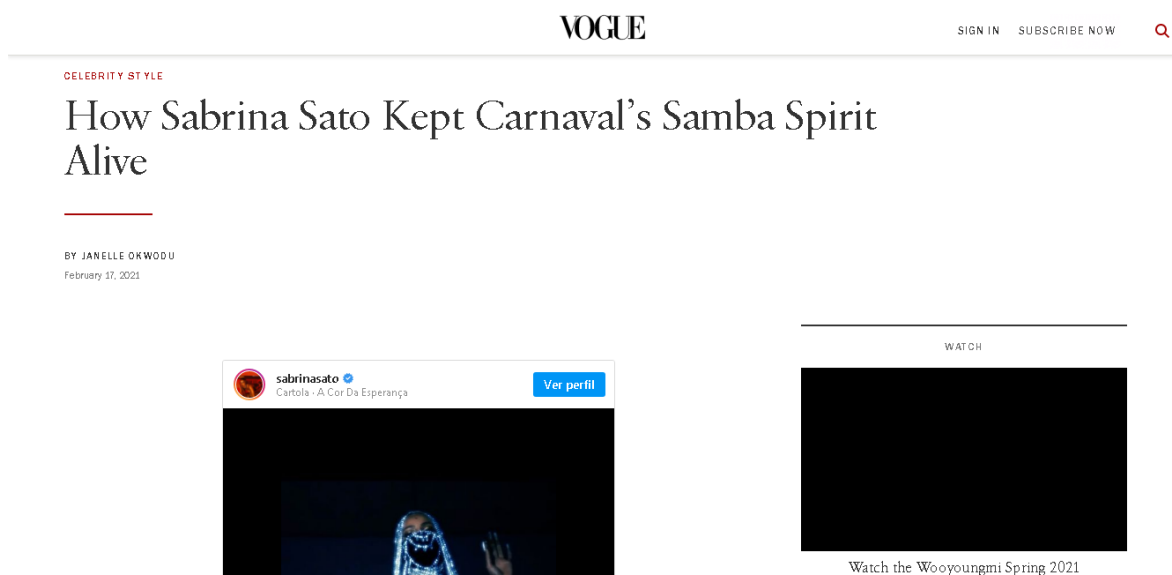 VOGUE
SIGN IN
SUBSCRIBE NOW
CELEBRITY STYLE
How Sabrina Sato Kept Carnaval's Samba Spirit
Alive
BY JANELLE OKWODU
February 17, 2021
sabrinasato
Cartola · A Cor Da Esperança
Ver perfil
WATCH
Watch the Wooyoungmi Spring 2021